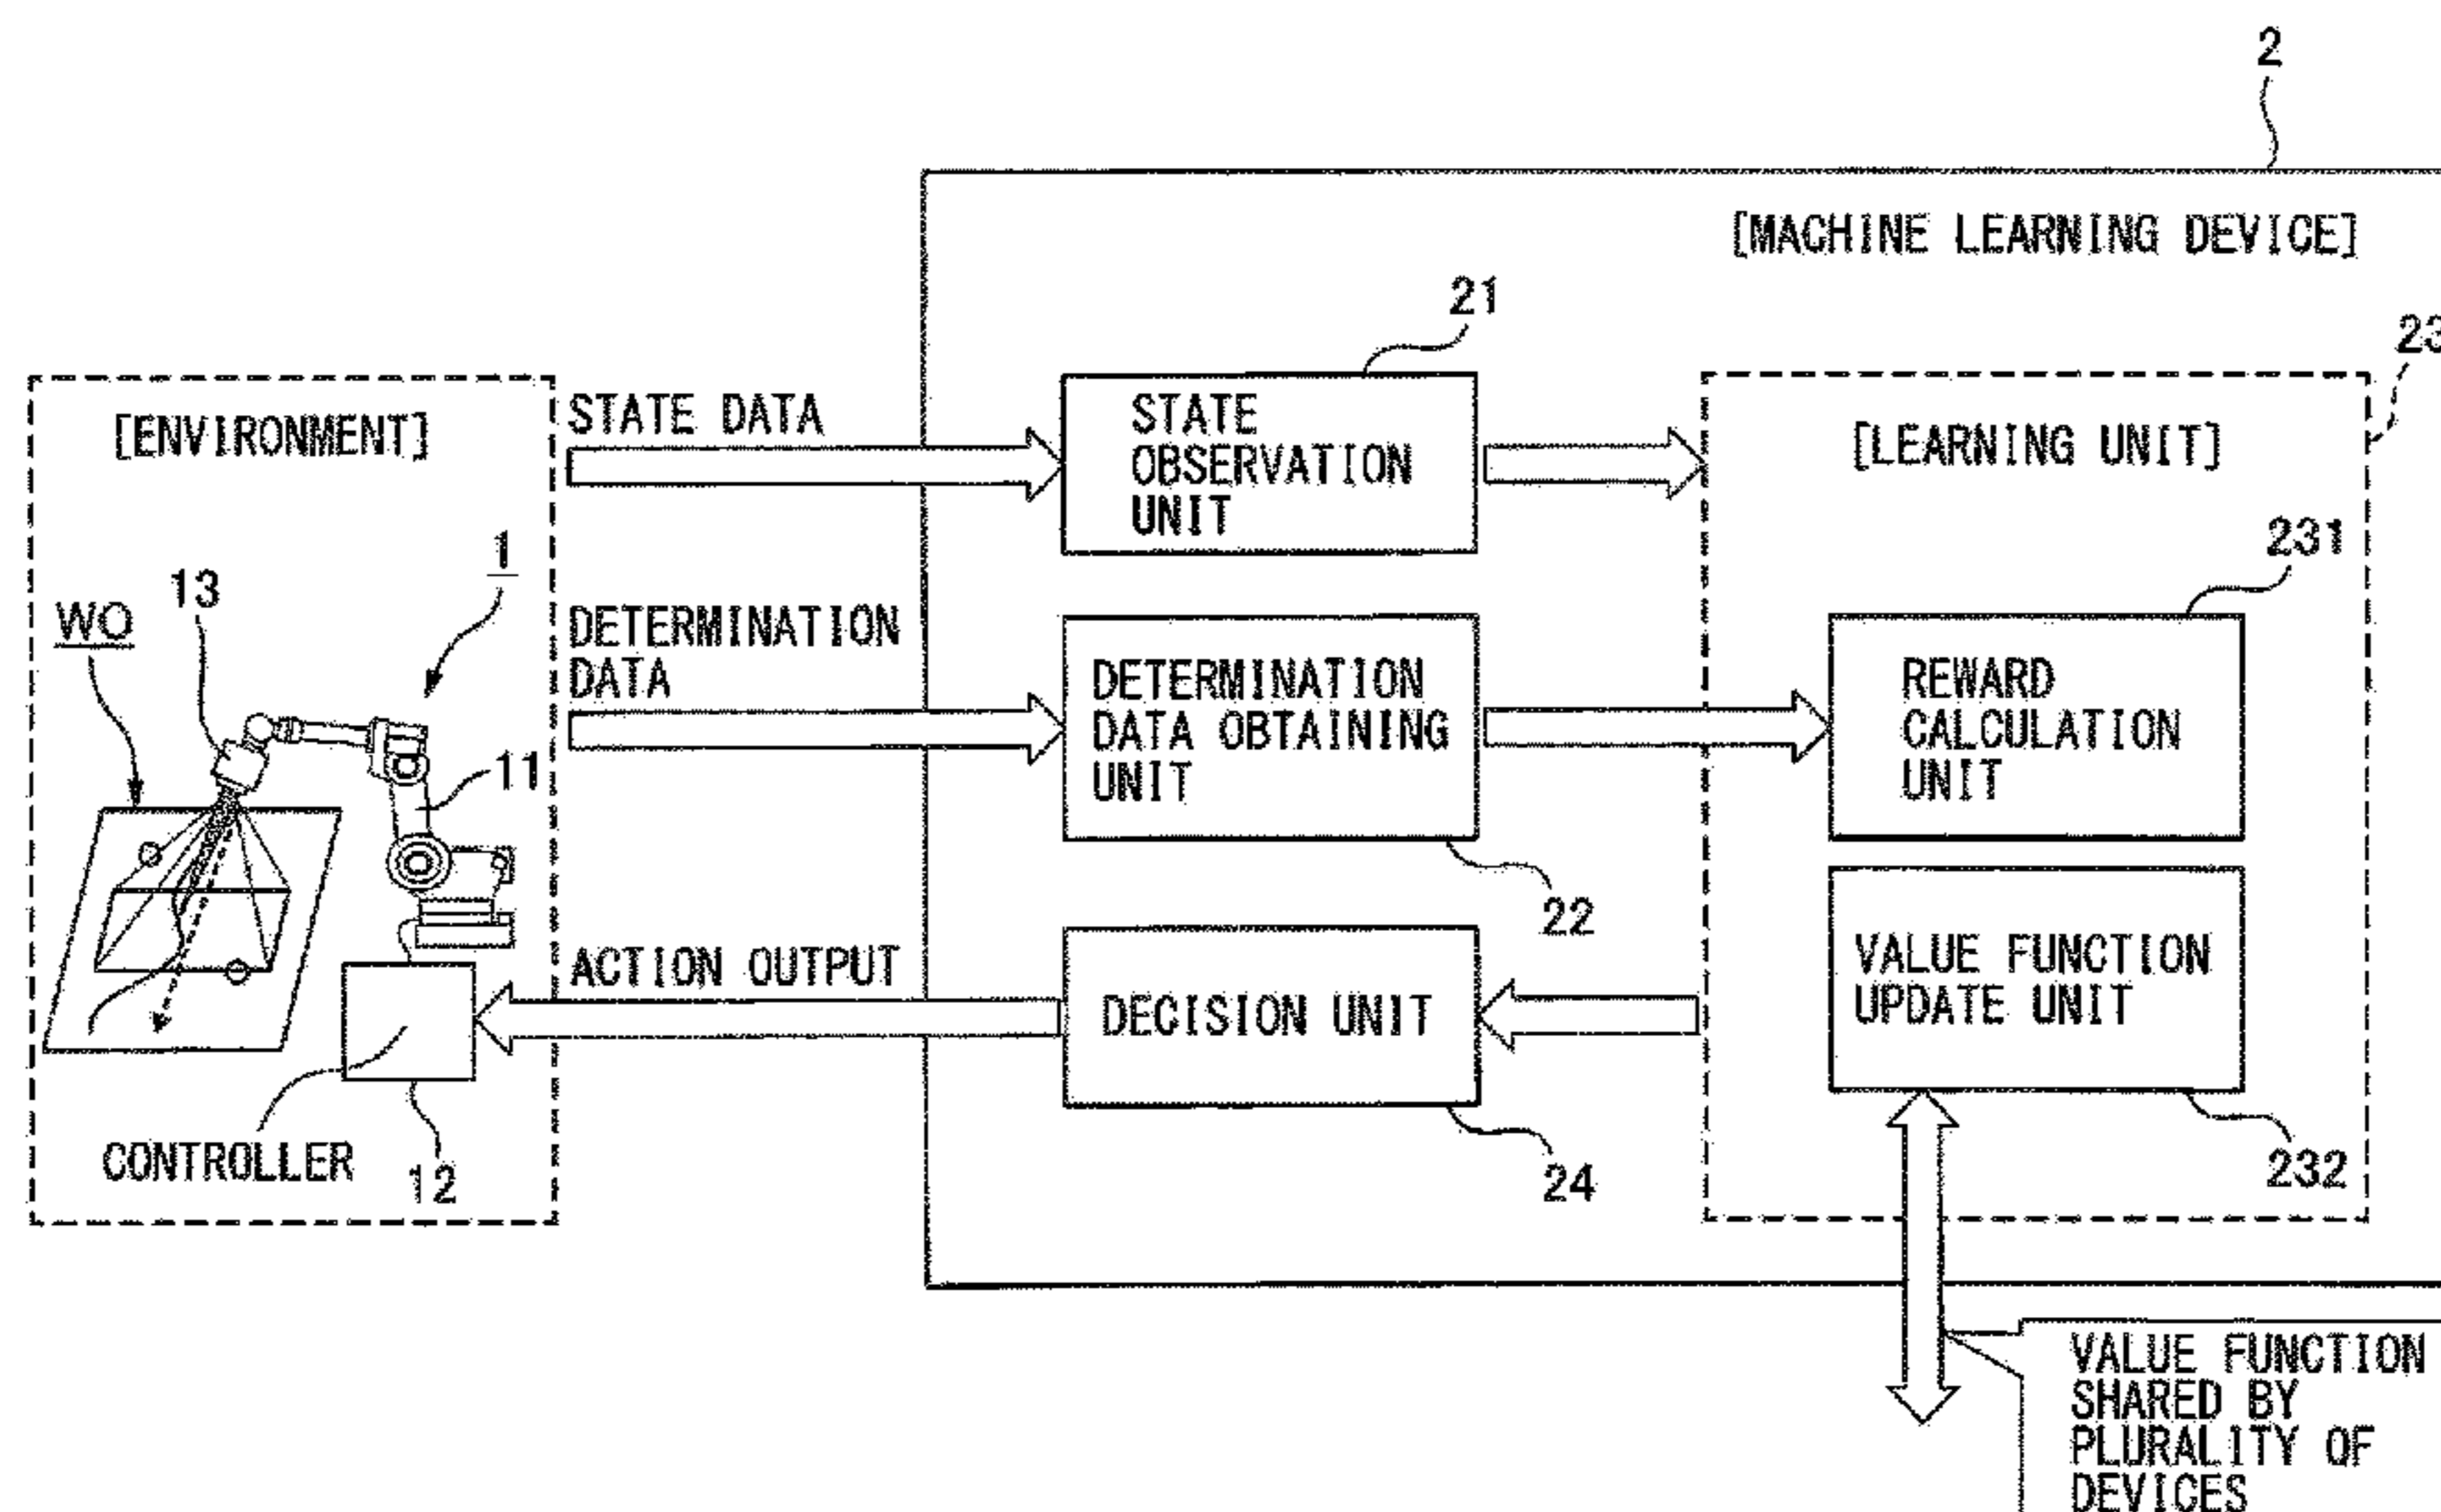 2
[MACHINE LEARNING DEVICE]
21
23
[ENVIRONMENT]
STATE DATA
STATE
OBSERVATION
UNIT
[LEARNING UNIT]
231
1
13
WO
DETERMINATION
DATA
DETERMINATION
DATA OBTAINING
UNIT
REWARD
CALCULATION
UNIT
11
22
ACTION OUTPUT
DECISION UNIT
VALUE FUNCTION
UPDATE UNIT
CONTROLLER
12
24
232
VALUE FUNCTION
SHARED BY
PLURALITY OF
DEVICES